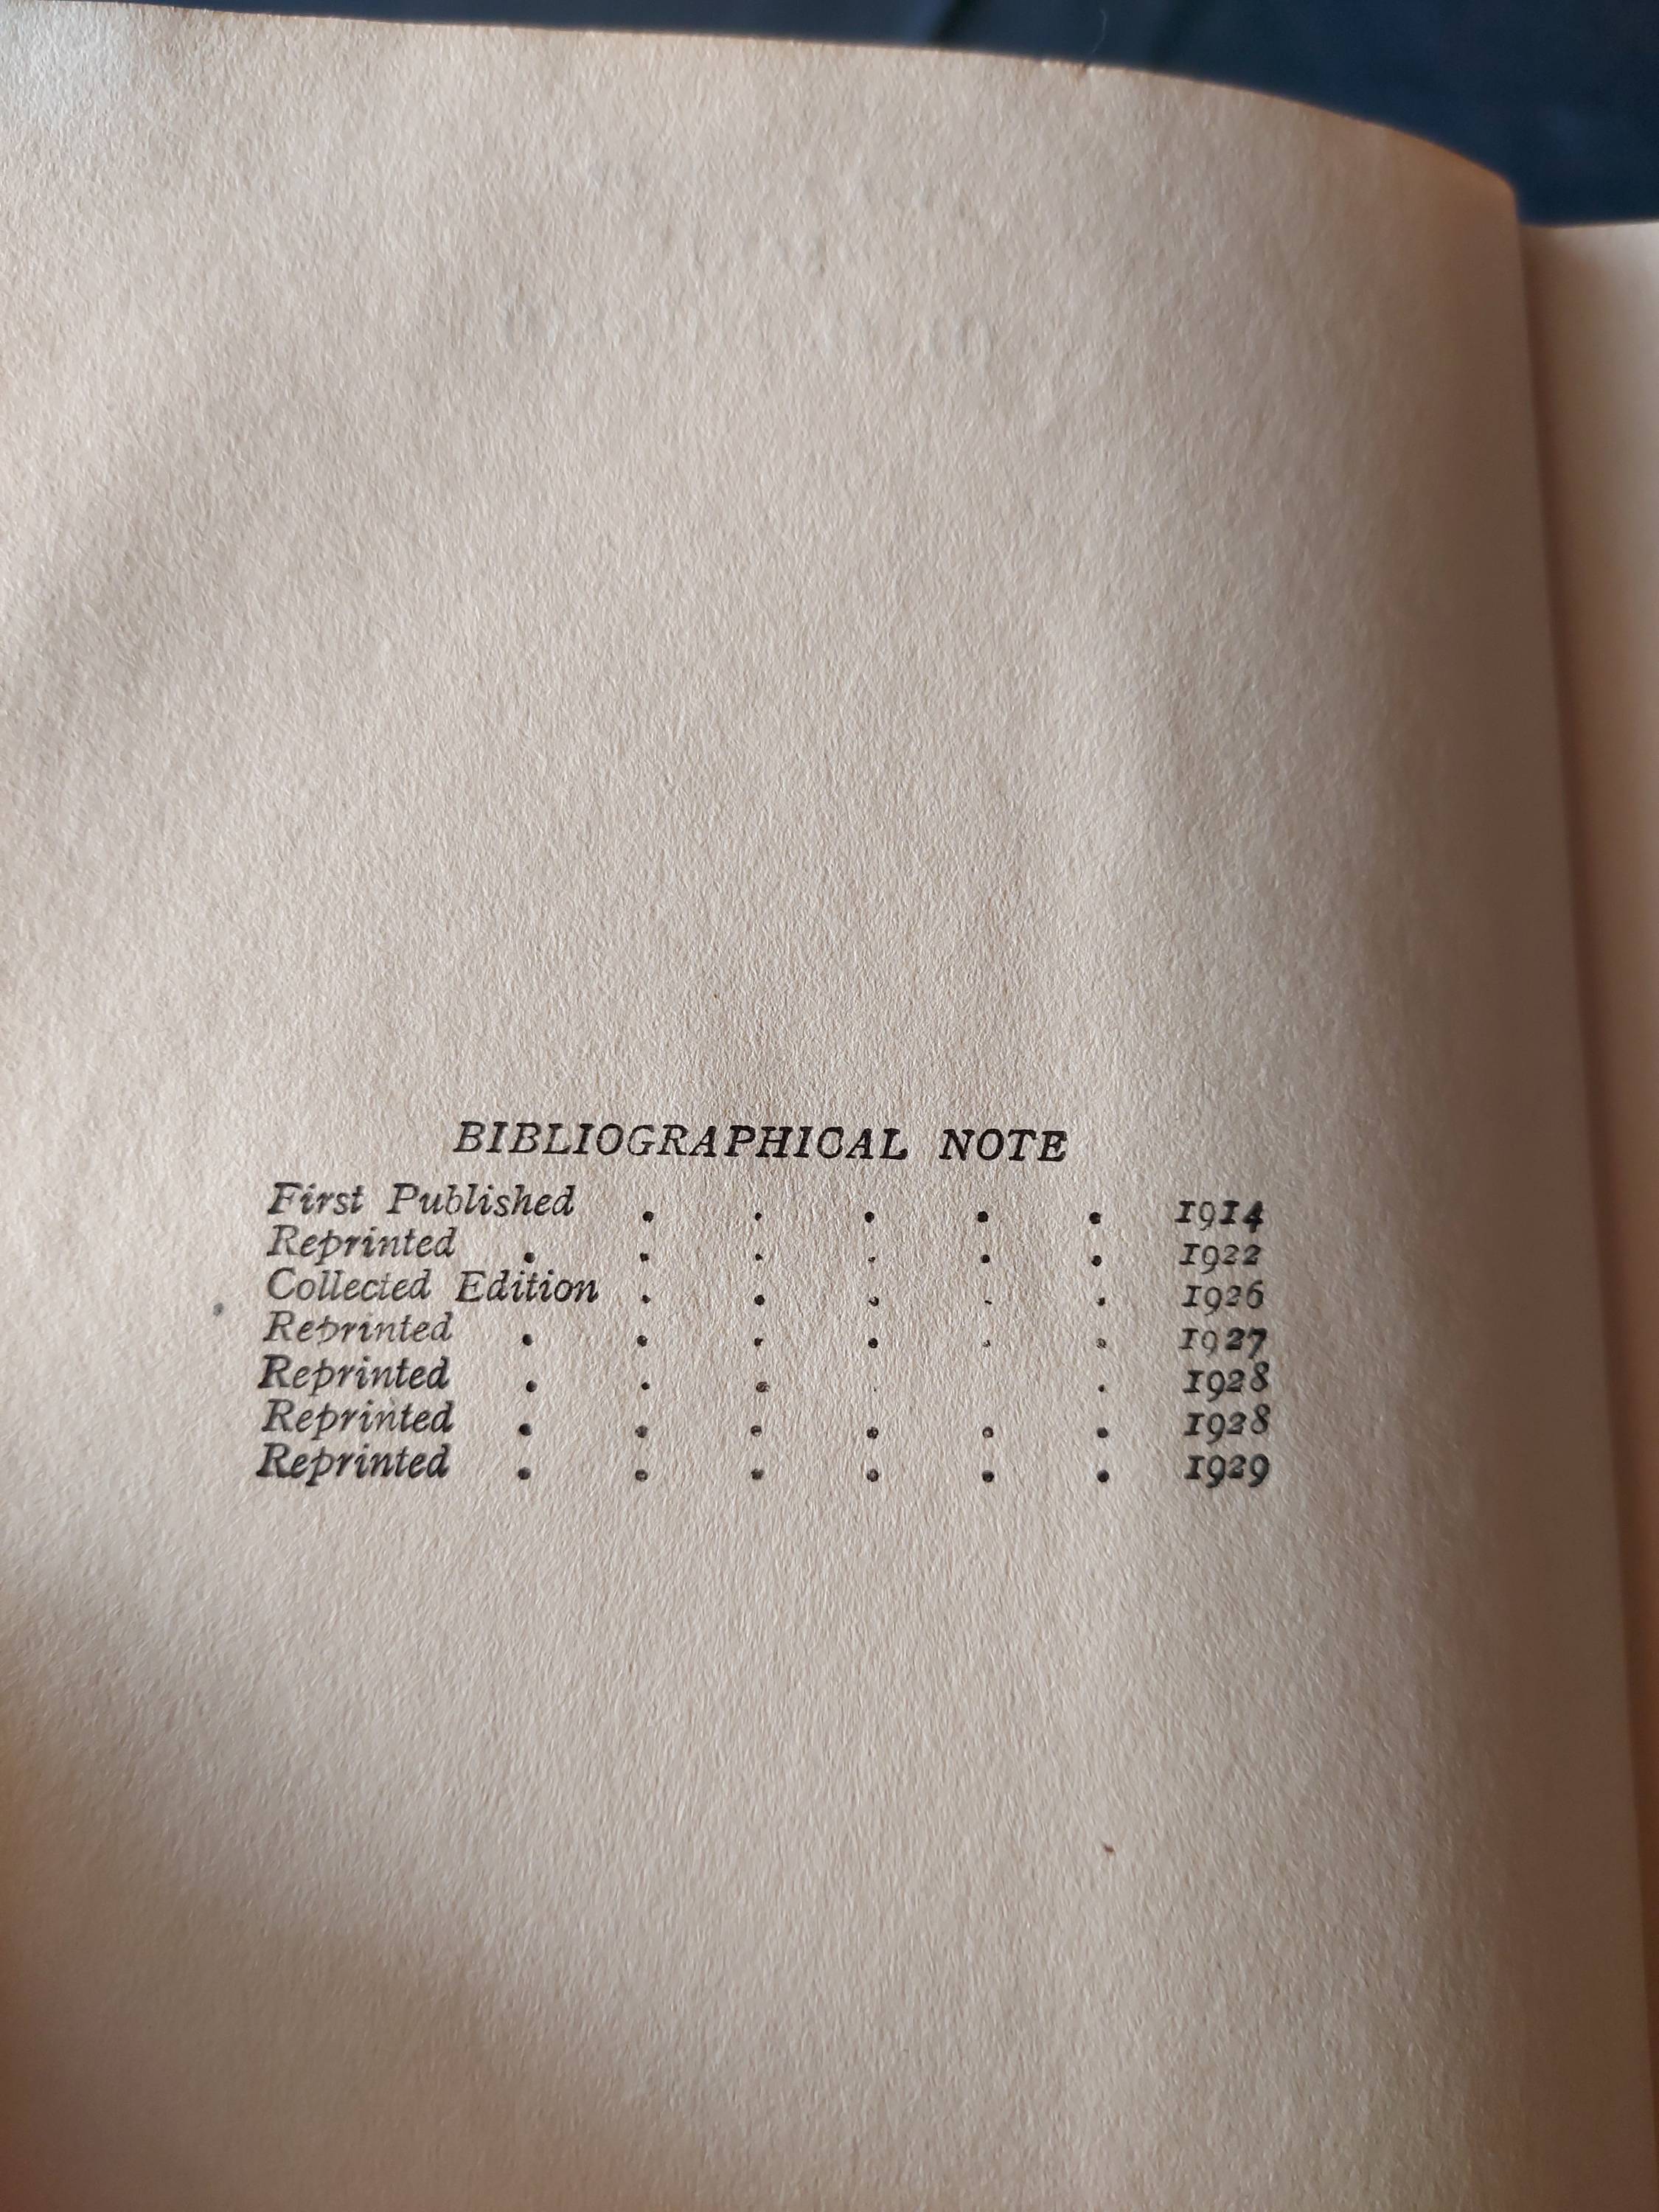 BIBLIOGRAPHICAL NOTE
First Published . . . . . 1914
Reprinted . . . . . . 1922
Collected Edition . . . . . 1926
Reprinted . . . . . . 1927
Reprinted . . . . . 1928
Reprinted . . . . . . 1928
Reprinted . . . . . . 1929